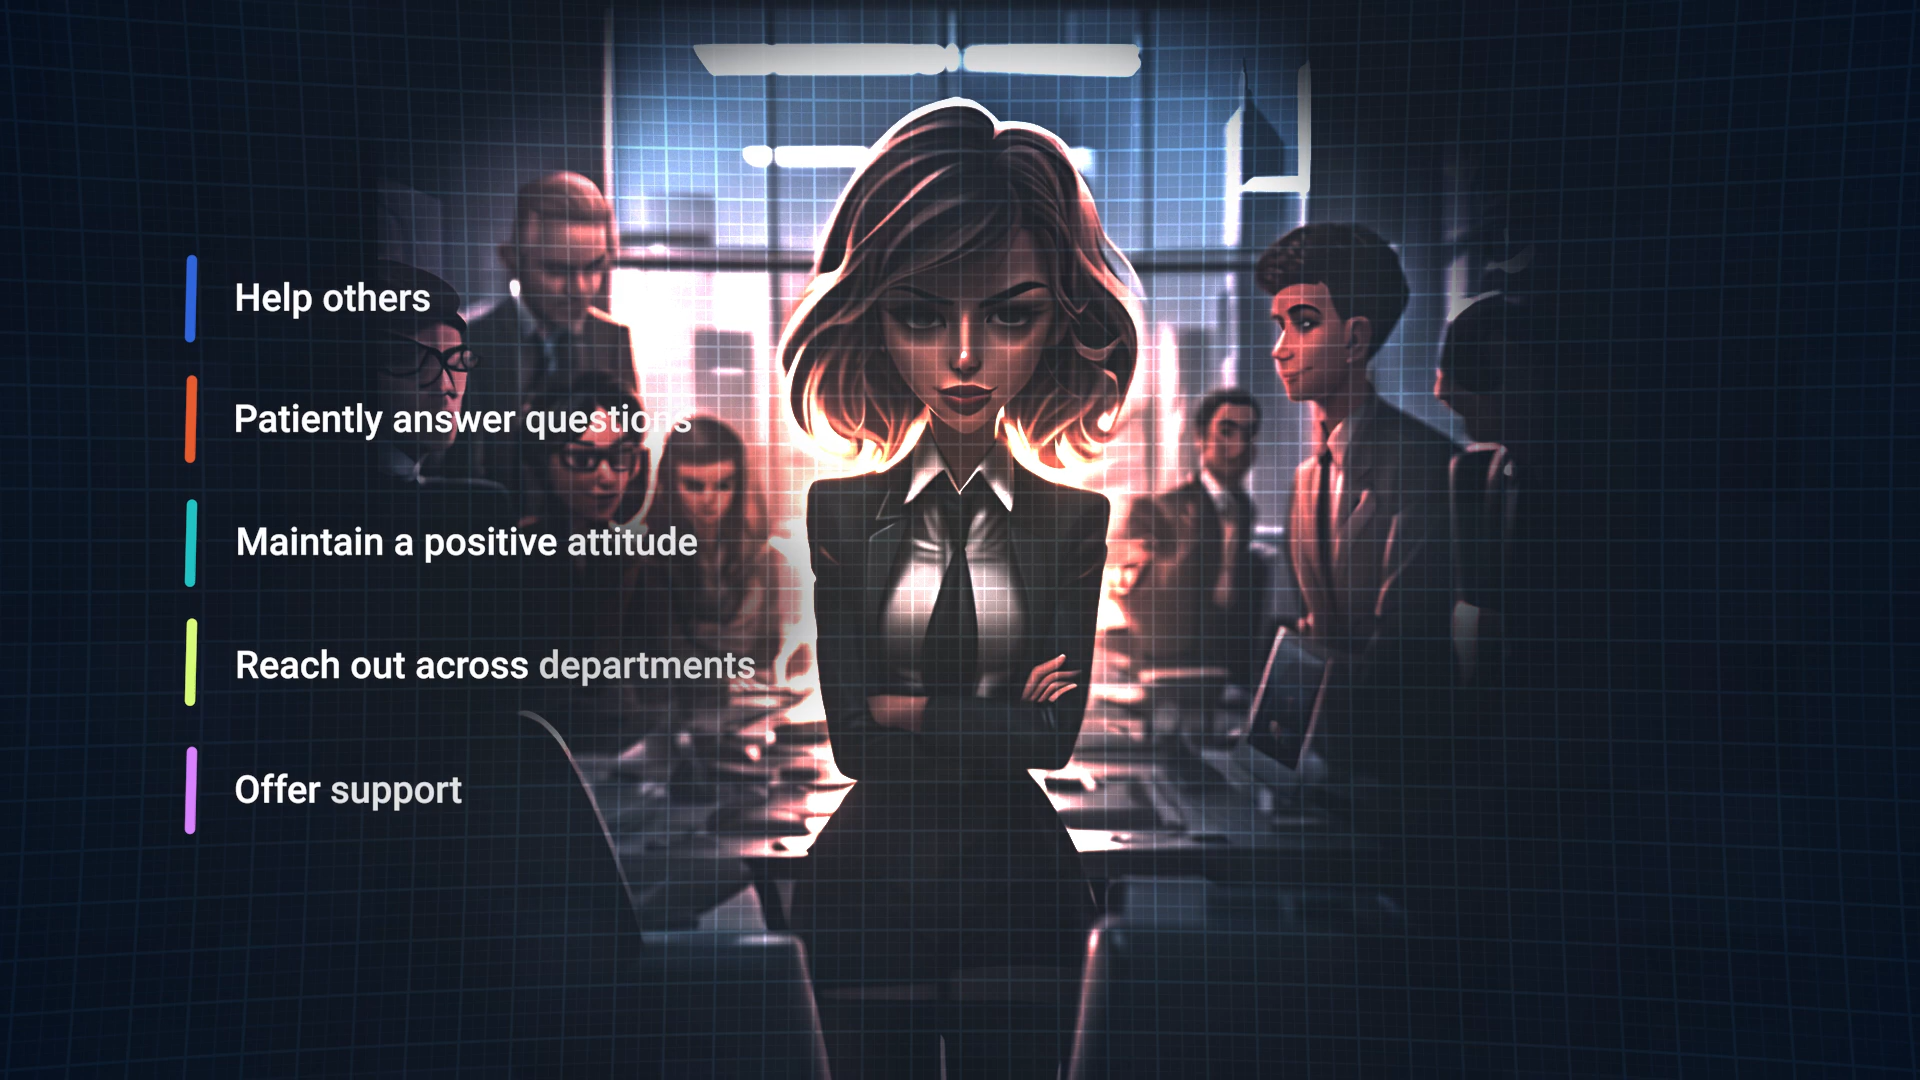 Help others
Patiently answer questions
Maintain a positive attitude
Reach out across departments
Offer support